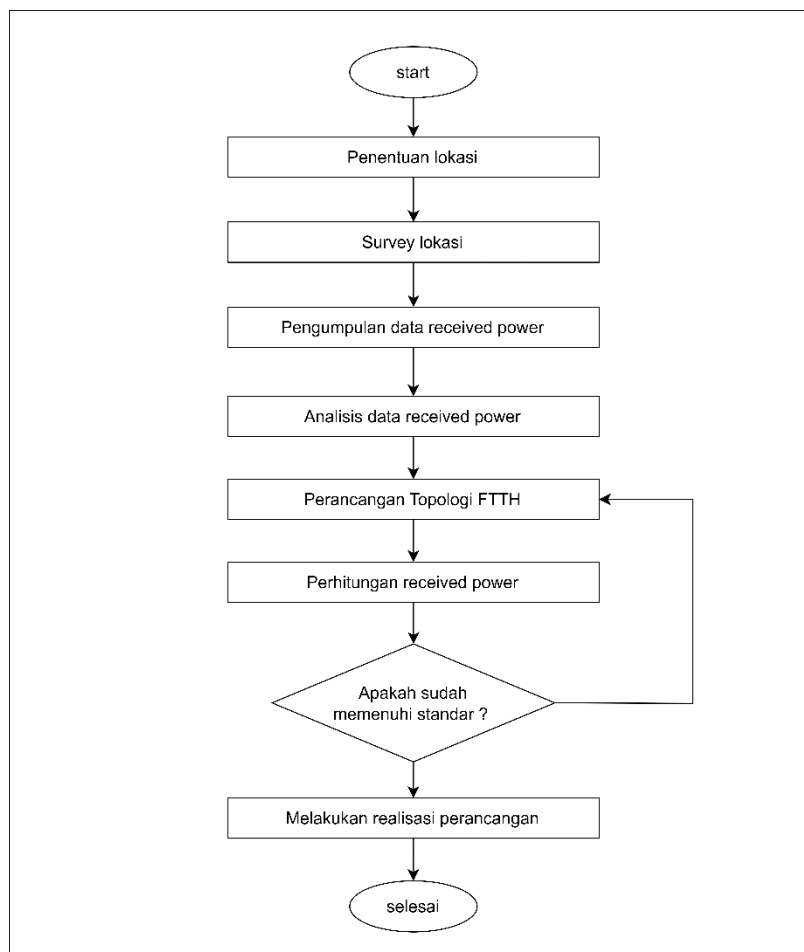 start
Penentuan lokasi
Survey lokasi
Pengumpulan data received power
Analisis data received power
Perancangan Topologi FTTH
Perhitungan received power
Apakah sudah
memenuhi standar ?
Melakukan realisasi perancangan
selesai